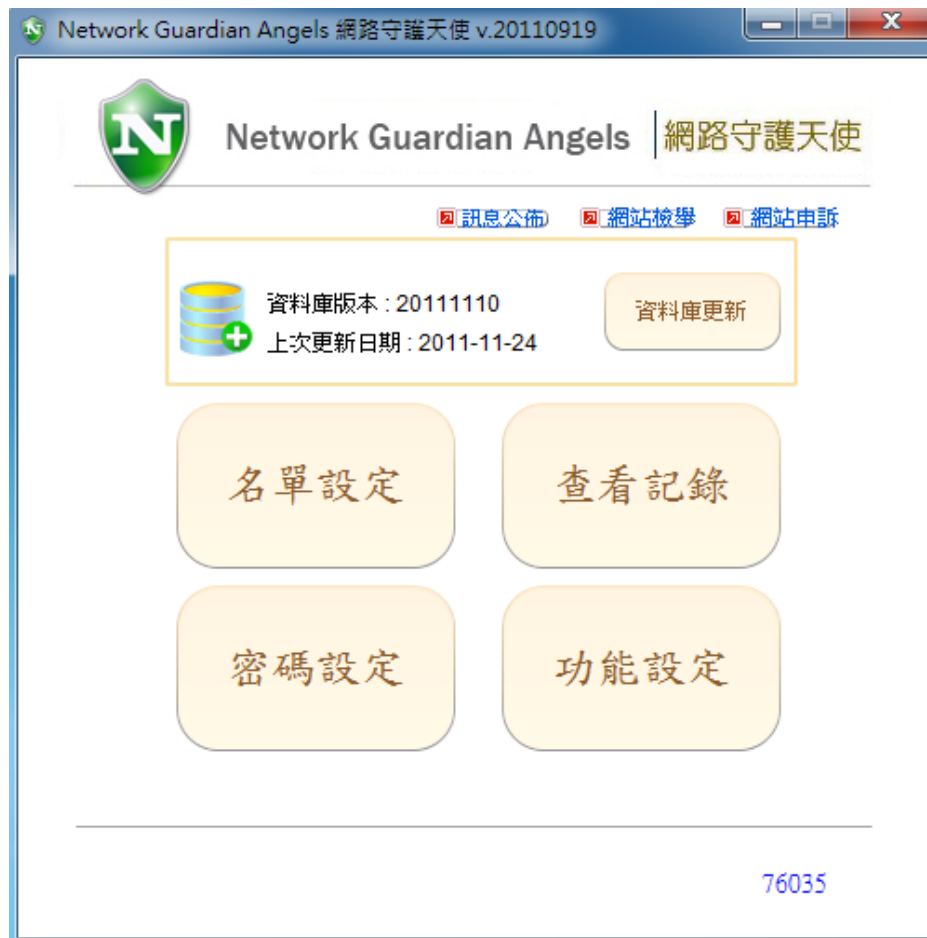 Network Guardian Angels 網路守護天使 v.20110919
N
Network Guardian Angels 網路守護天使
訊息公佈 網站檢舉 網站申訴
資料庫版本 : 20111110
上次更新日期 : 2011-11-24
資料庫更新
名單設定 查看記錄
密碼設定 功能設定
76035